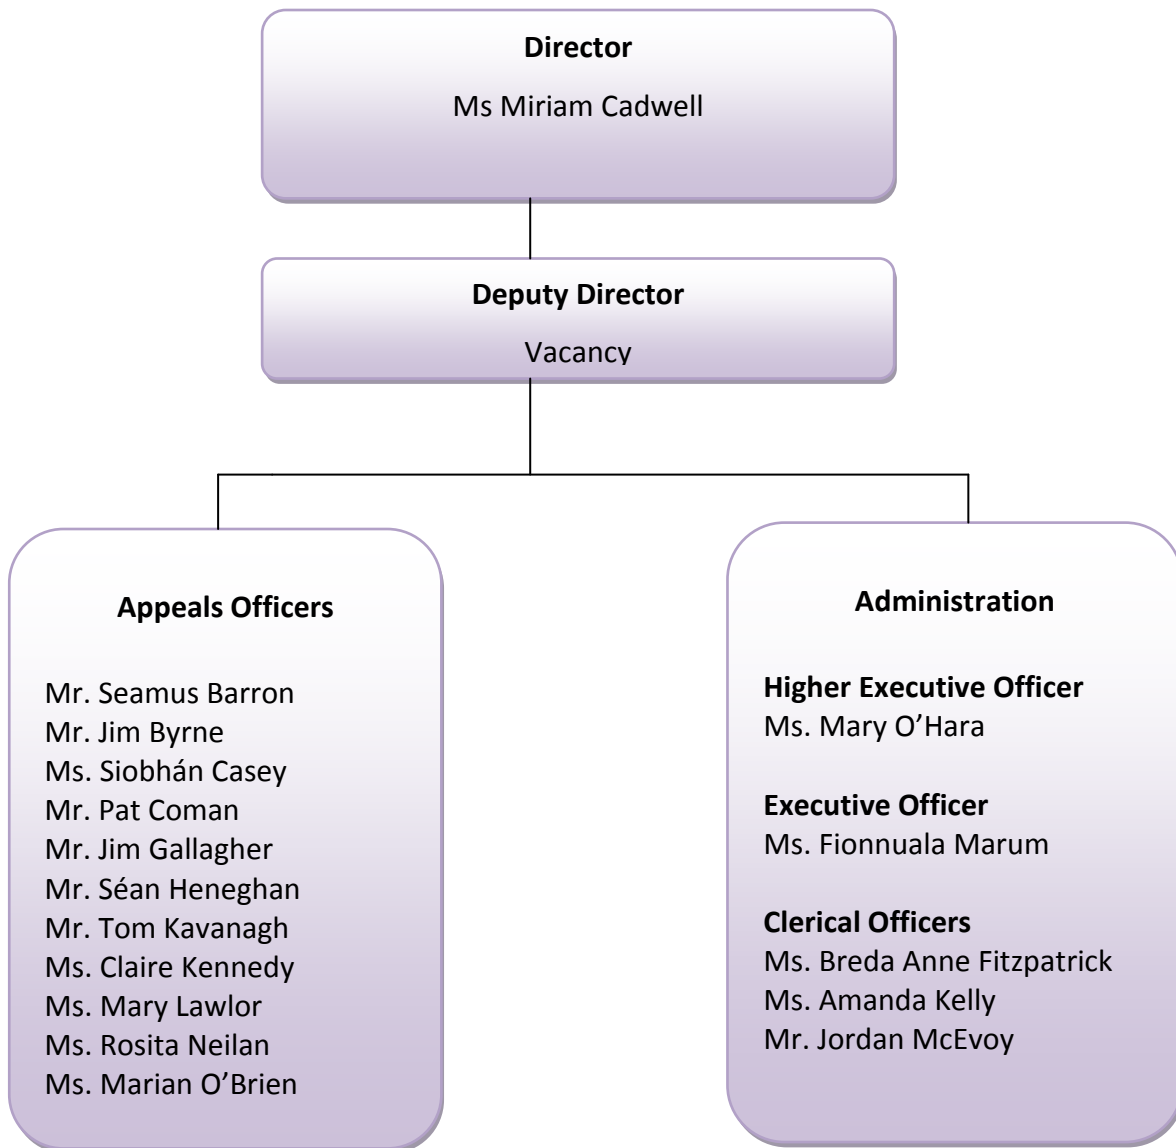 Director
Ms Miriam Cadwell
Deputy Director
Vacancy
Appeals Officers
Mr. Seamus Barron
Mr. Jim Byrne
Ms. Siobhán Casey
Mr. Pat Coman
Mr. Jim Gallagher
Mr. Séan Heneghan
Mr. Tom Kavanagh
Ms. Claire Kennedy
Ms. Mary Lawlor
Ms. Rosita Neilan
Ms. Marian O’Brien
Administration
Higher Executive Officer
Ms. Mary O’Hara
Executive Officer
Ms. Fionnuala Marum
Clerical Officers
Ms. Breda Anne Fitzpatrick
Ms. Amanda Kelly
Mr. Jordan McEvoy